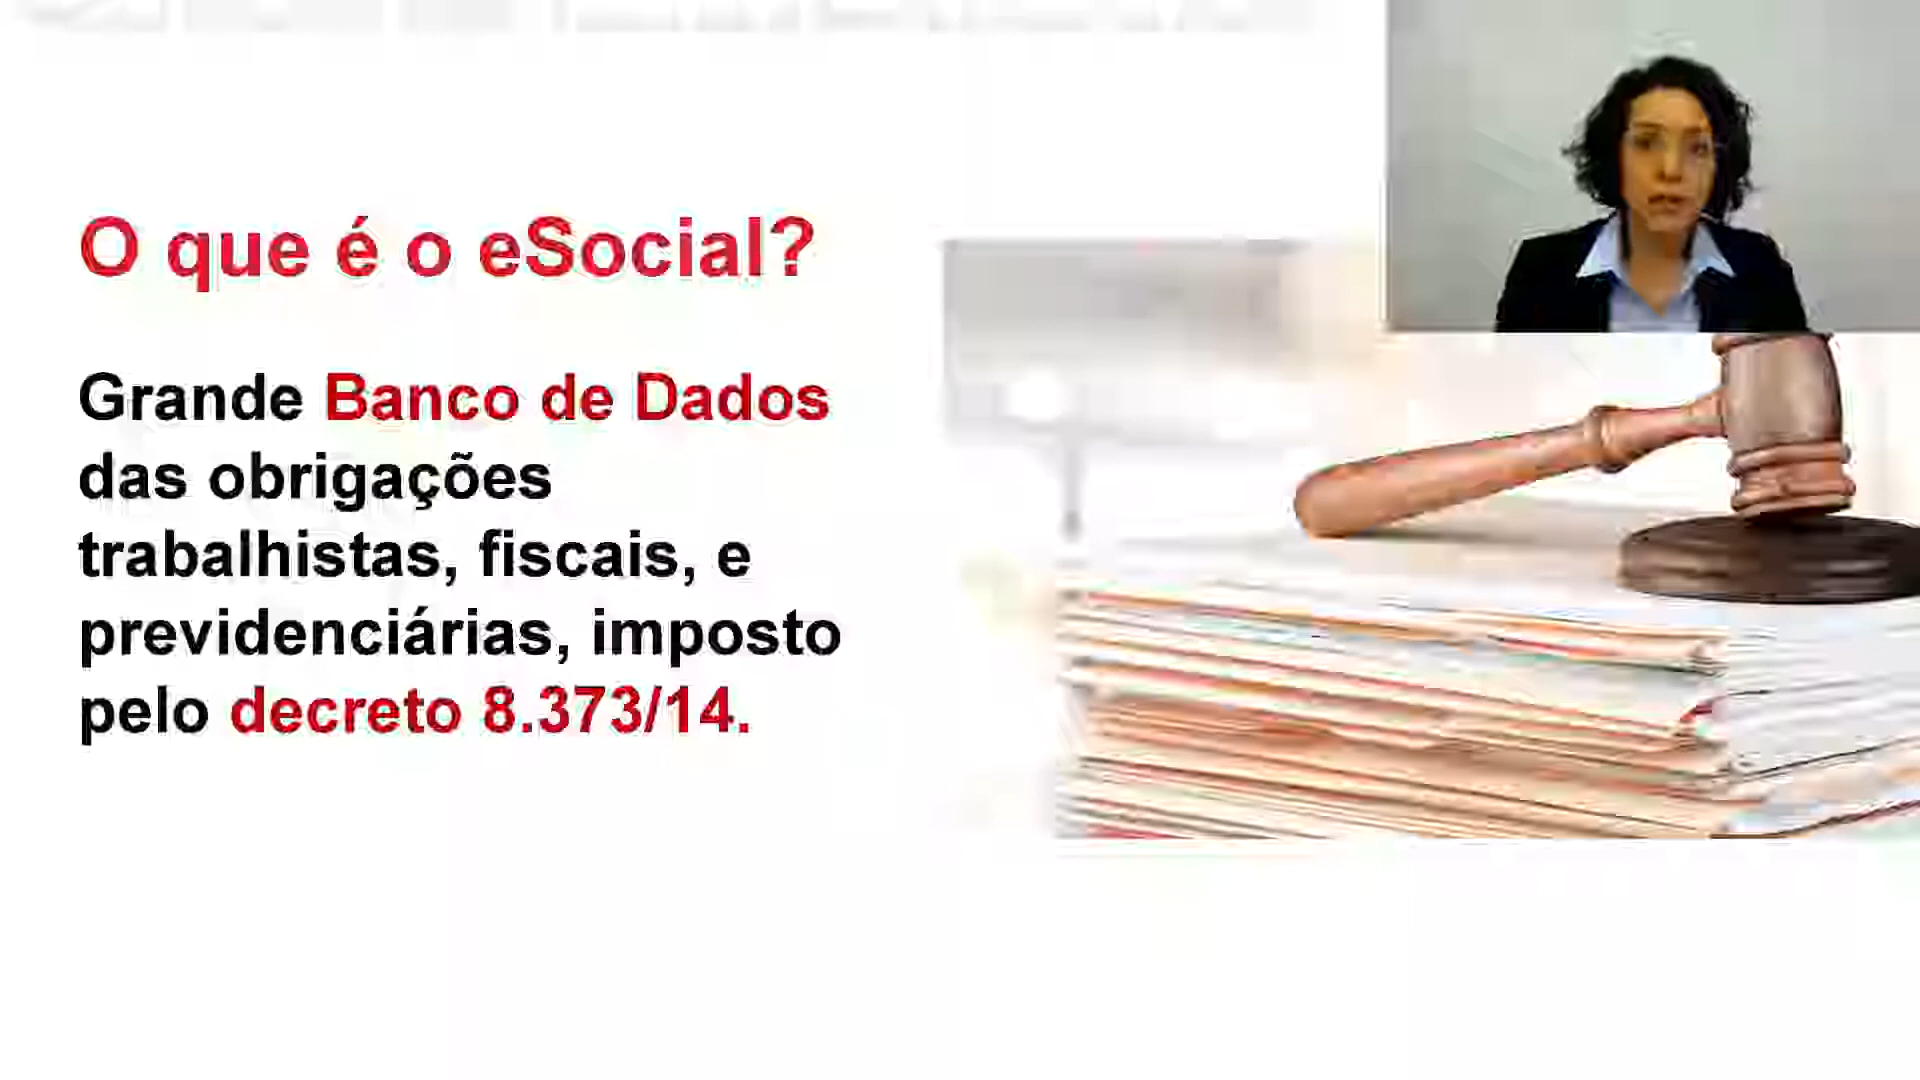 O que é o eSocial?
Grande Banco de Dados
das obrigações
trabalhistas, fiscais, e
previdenciárias, imposto
pelo decreto 8.373/14.